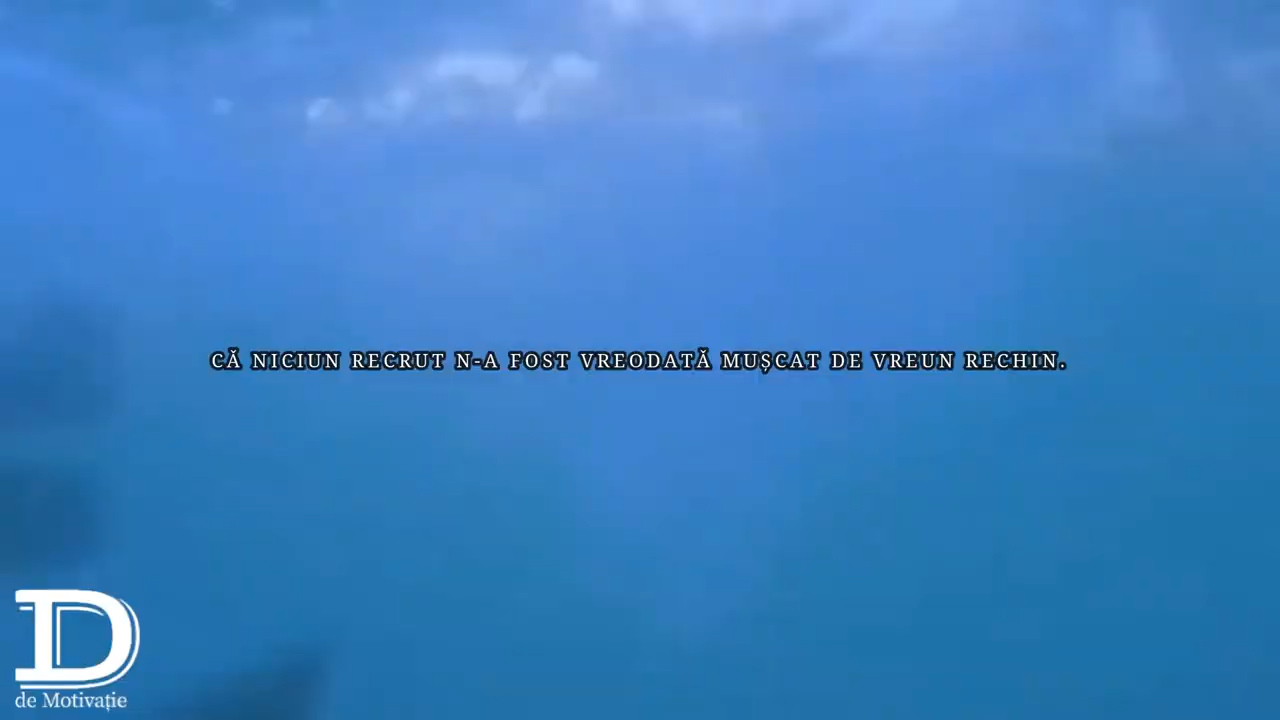 CĂ NICIUN RECRUT N-A FOST VREODATĂ MUȘCAT DE VREUN RECHIN.
D
de Motivație